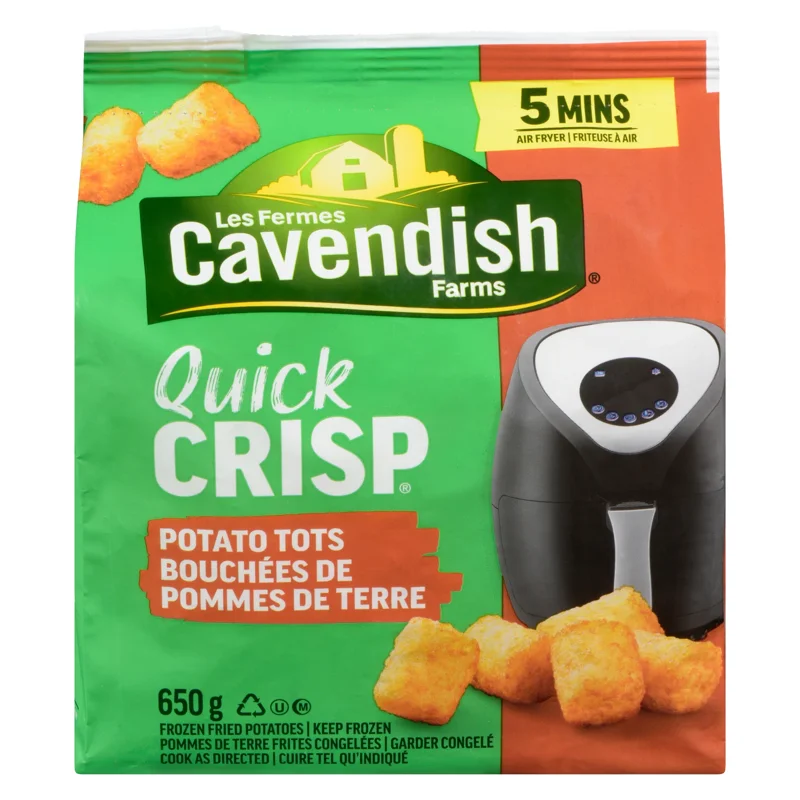 5 MINS
AIR FRYER | FRITEUSE À AIR
Les Fermes
Cavendish
Farms ®
Quick
CRISP®
POTATO TOTS
BOUCHÉES DE
POMMES DE TERRE
650 g U M
FROZEN FRIED POTATOES | KEEP FROZEN
POMMES DE TERRE FRITES CONGELÉES | GARDER CONGELÉ
COOK AS DIRECTED | CUIRE TEL QU'INDIQUÉ